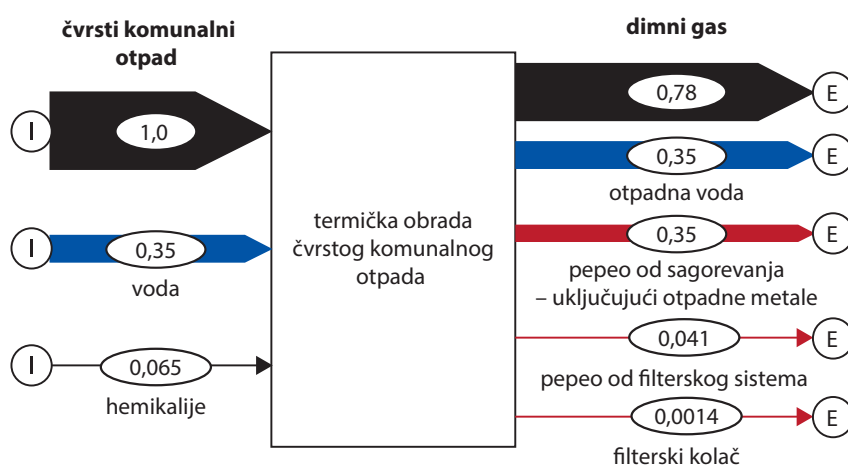 čvrsti komunalni
otpad
I
1,0
I
0,35
voda
I
0,065
hemikalije
termička obrada
čvrstog komunalnog
otpada
dimni gas
0,78
E
0,35
E
otpadna voda
0,35
E
pepeo od sagorevanja
– uključujući otpadne metale
0,041
E
pepeo od filterskog sistema
0,0014
E
filterski kolač